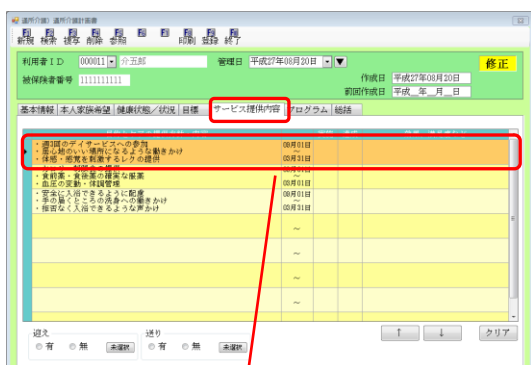 通所介護) 通所介護計画書
新規 検索 複写 削除 参照 印刷 登録 終了
利用者ID 000011 介五郎 管理日 平成27年08月20日 修正
被保険者番号 1111111111 作成日 平成27年08月20日
前回作成日 平成__年__月__日
基本情報 本人家族希望 健康状態/状況 目標 サービス提供内容 プログラム 総括
・週3回のデイサービスへの参加
・居心地のいい場所になるような働きかけ
・体感・感覚を刺激するレクの提供
08月01日
~
08月31日
・食前薬・食後薬の確実な服薬
・血圧の変動・体調管理
08月01日
・安全に入浴できるように配慮
・手の届くところの洗身への働きかけ
・拒否なく入浴できるような声かけ
08月01日
~
08月31日
~
~
~
~
迎え 送り ↑ ↓ クリア
有 無 未選択 有 無 未選択